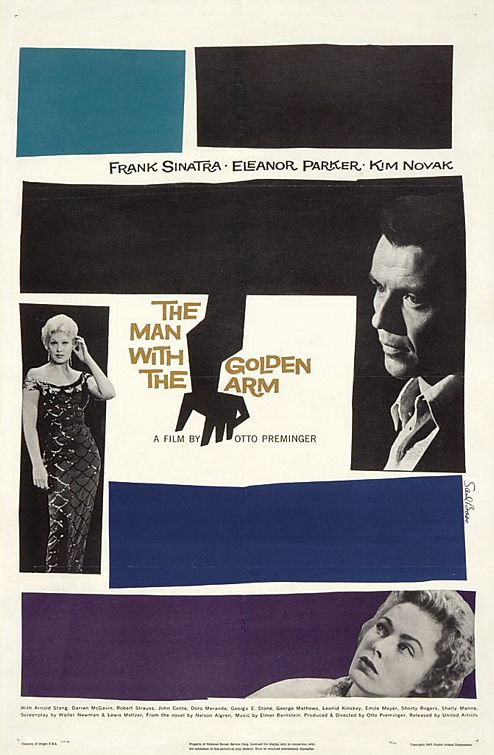 FRANK SINATRA · ELEANOR PARKER · KIM NOVAK
THE
MAN
WITH
THE
GOLDEN
ARM
A FILM BY OTTO PREMINGER
Saul Bass
With Arnold Stang, Darren McGavin, Robert Strauss, John Conte, Doro Merande, George E. Stone, George Mathews, Leonid Kinskey, Emile Meyer, Shorty Rogers, Shelly Manne,
Screenplay by Walter Newman & Lewis Meltzer, From the novel by Nelson Algren, Music by Elmer Bernstein, Produced & Directed by Otto Preminger, Released by United Artists
Country of Origin U.S.A.
Property of National Screen Service Corp. Licensed for display only in connection with
the exhibition of this picture at your theatre. Must be returned immediately thereafter.
Copyright 1955 United Artists Corporation.